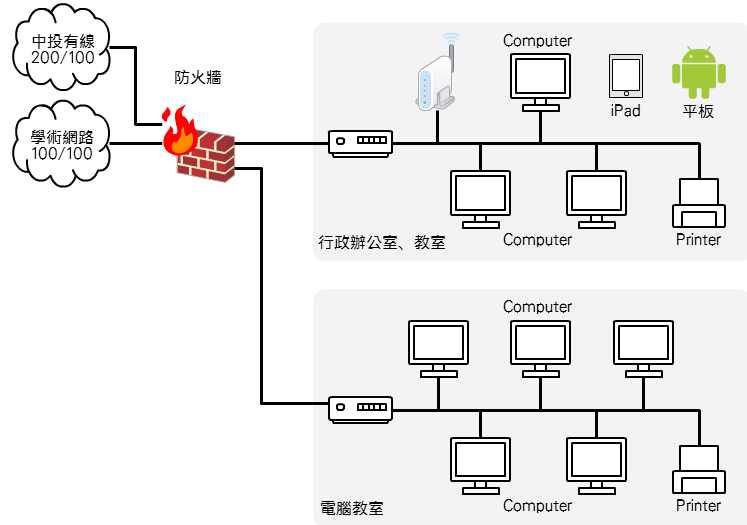 中投有線
200/100
學術網路
100/100
防火牆
Computer
iPad
平板
行政辦公室、教室
Computer
Printer
Computer
電腦教室
Computer
Printer